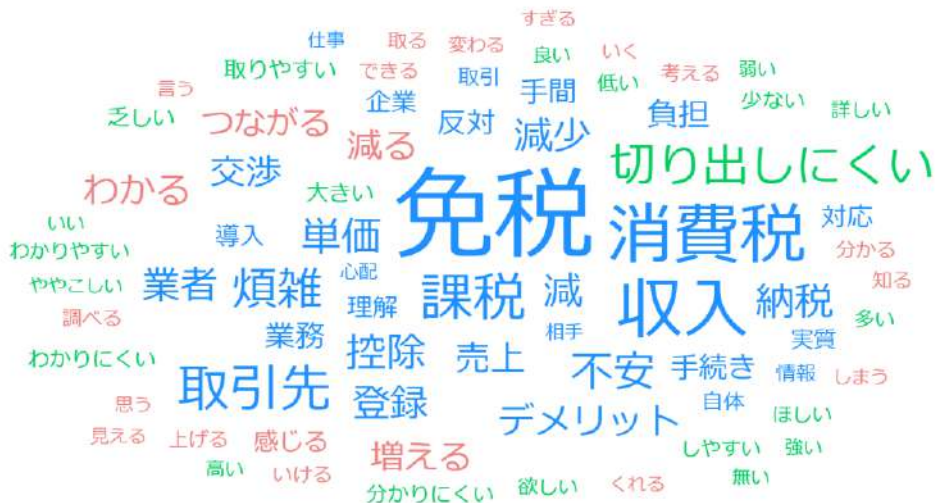 すぎる
仕事 取る 変わる 良い いく
取りやすい できる 取引 手間 低い 考える 弱い
言う 企業 少ない
乏しい つながる 減る 反対 減少 負担 詳しい
わかる 交渉 大きい 免税 切り出しにくい
いい 導入 単価 消費税 対応
わかりやすい 分かる
ややこしい 業者 煩雑 心配 課税 減 収入 納税 知る
調べる 業務 理解 相手 実質 多い
わかりにくい 控除 売上 不安 手続き 情報 しまう
思う 取引先 登録 デメリット 自体 ほしい
見える 上げる 感じる 増える しやすい 強い
高い いける 分かりにくい 欲しい くれる 無い